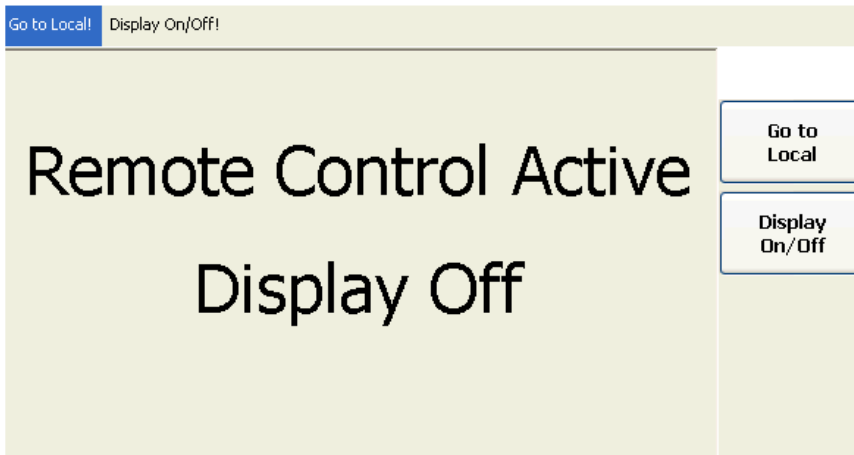 Go to Local! Display On/Off!
Remote Control Active
Display Off
Go to
Local
Display
On/Off